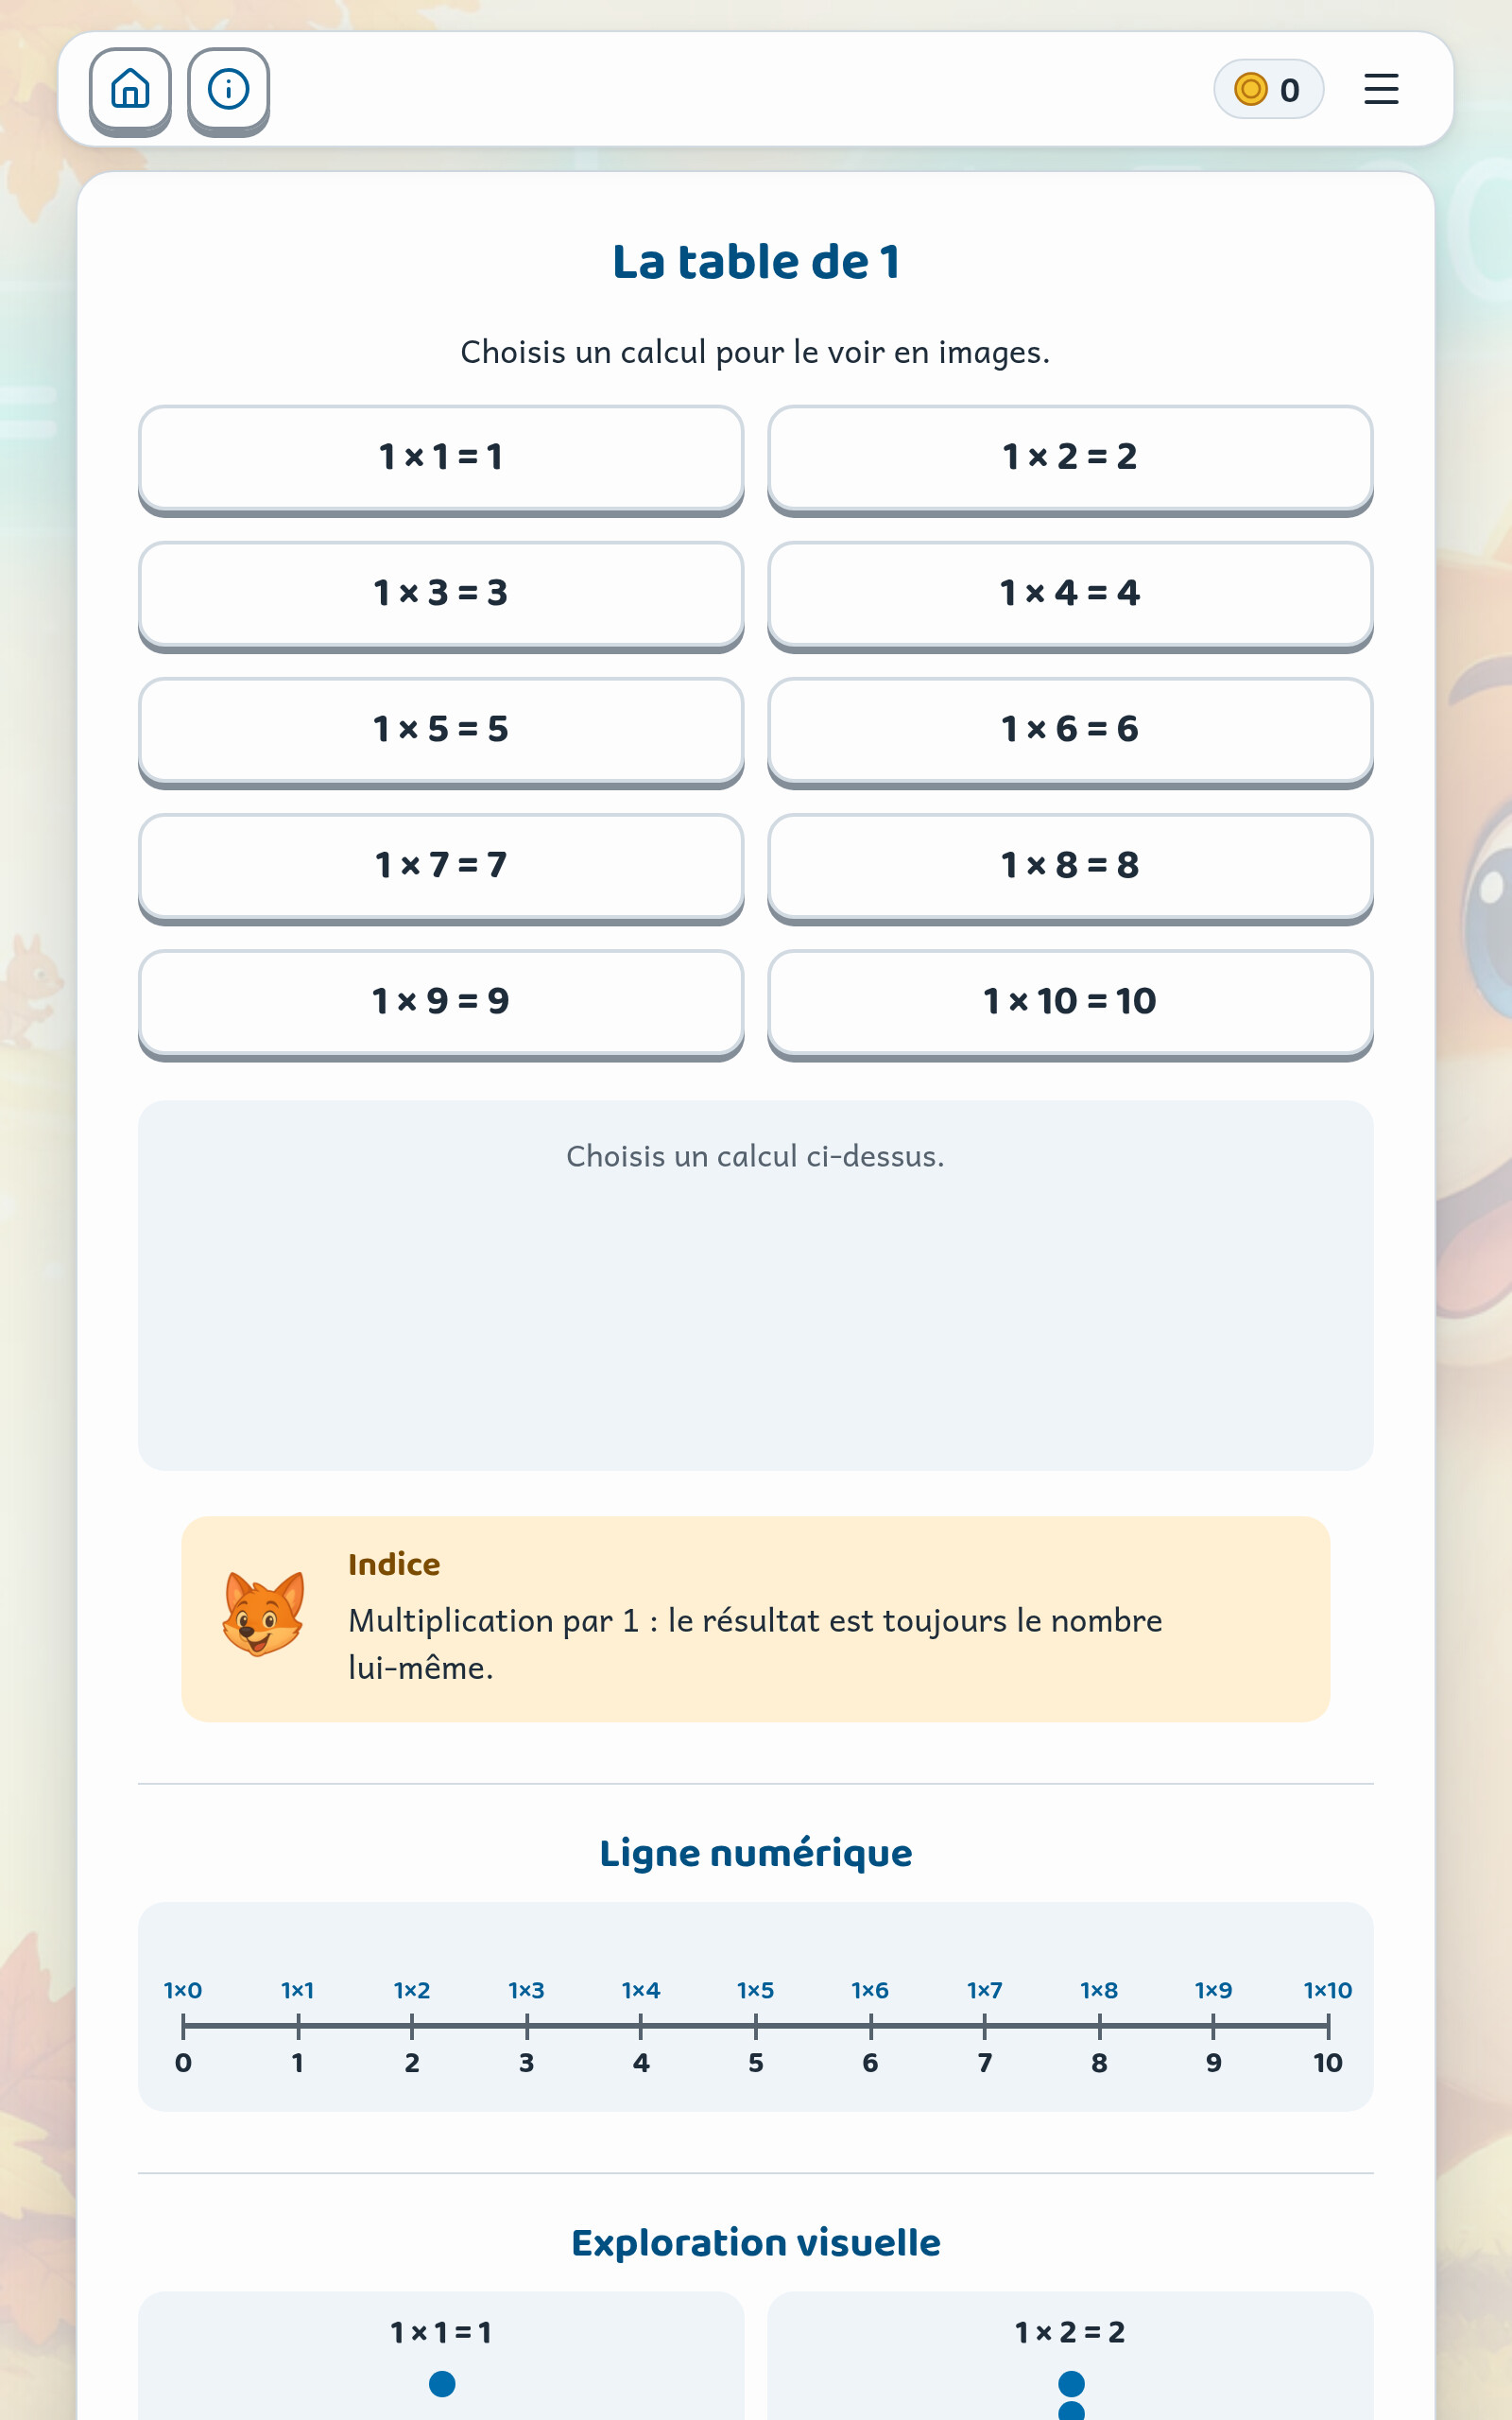 0
La table de 1
Choisis un calcul pour le voir en images.
1 × 1 = 1
1 × 2 = 2
1 × 3 = 3
1 × 4 = 4
1 × 5 = 5
1 × 6 = 6
1 × 7 = 7
1 × 8 = 8
1 × 9 = 9
1 × 10 = 10
Choisis un calcul ci-dessus.
Indice
Multiplication par 1 : le résultat est toujours le nombre
lui-même.
Ligne numérique
1×0 1×1 1×2 1×3 1×4 1×5 1×6 1×7 1×8 1×9 1×10
0 1 2 3 4 5 6 7 8 9 10
Exploration visuelle
1 × 1 = 1
1 × 2 = 2